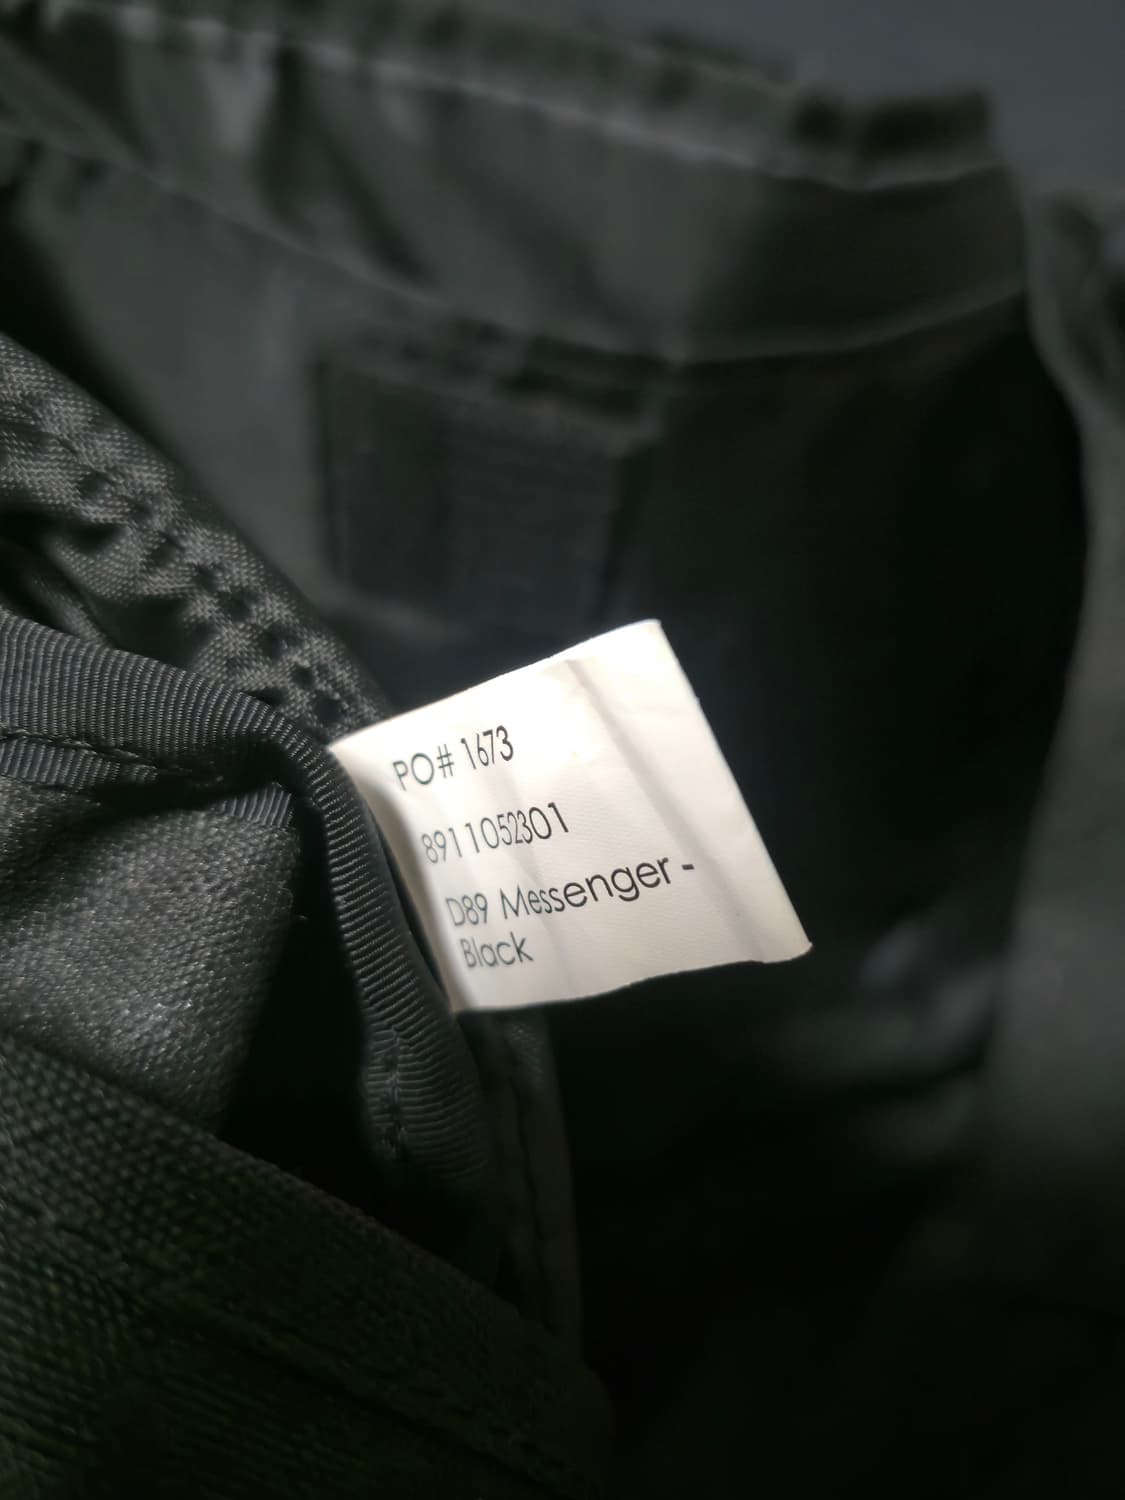 PO# 1673
8911052301
D89 Messenger -
Black